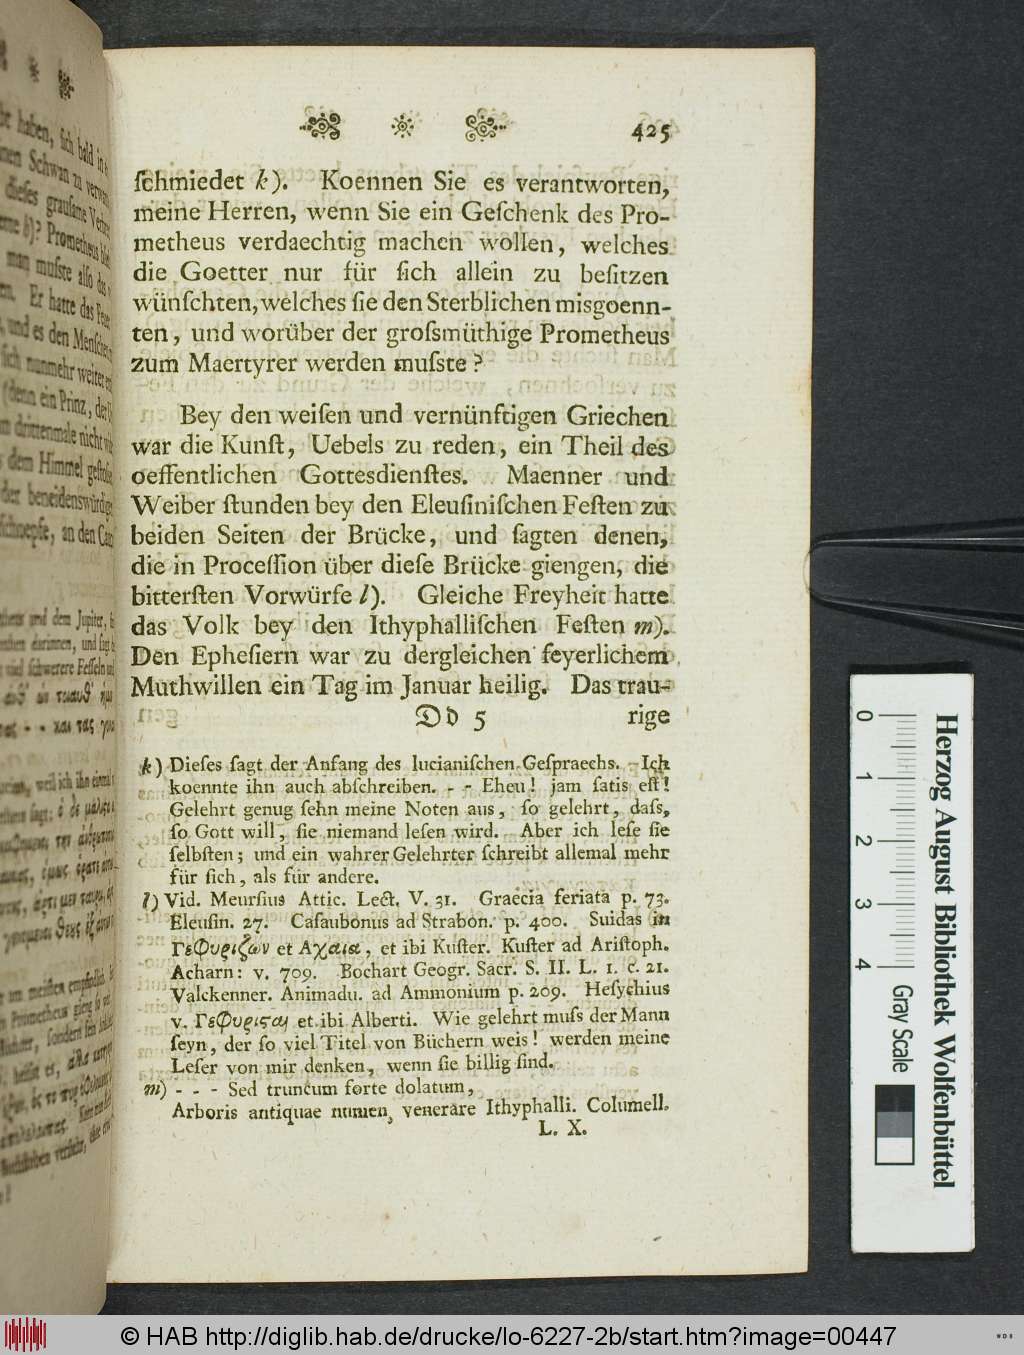 425
ſchmiedet k). Koennen Sie es verantworten,
meine Herren, wenn Sie ein Geſchenk des Pro-
metheus verdaechtig machen wollen, welches
die Goetter nur für ſich allein zu beſitzen
wünſchten, welches ſie den Sterblichen misgoenn-
ten, und worüber der groſsmüthige Prometheus
zum Maertyrer werden muſste?
Bey den weiſen und vernünftigen Griechen
war die Kunſt, Uebels zu reden, ein Theil des
oeffentlichen Gottesdienſtes. Maenner und
Weiber ſtunden bey den Eleuſiniſchen Feſten zu
beiden Seiten der Brücke, und ſagten denen,
die in Proceſſion über dieſe Brücke giengen, die
bitterſten Vorwürfe l). Gleiche Freyheit hatte
das Volk bey den Ithyphalliſchen Feſten m).
Den Epheſiern war zu dergleichen feyerlichem
Muthwillen ein Tag im Januar heilig. Das trau-
Dd 5 rige
k) Dieſes ſagt der Anfang des lucianiſchen Geſpraechs. - Ich
koennte ihn auch abſchreiben. - - Eheu! jam ſatis eſt!
Gelehrt genug ſehn meine Noten aus, ſo gelehrt, daſs,
ſo Gott will, ſie niemand leſen wird. Aber ich leſe ſie
ſelbſten; und ein wahrer Gelehrter ſchreibt allemal mehr
für ſich, als für andere.
l) Vid. Meurſius Attic. Lect. V. 31. Graecia feriata p. 73.
Eleuſin. 27. Caſaubonus ad Strabon. p. 400. Suidas in
Γεφυριζων et Αχαια, et ibi Kuſter. Kuſter ad Ariſtoph.
Acharn: v. 709. Bochart Geogr. Sacr. S. II. L. 1. c. 21.
Valckenner. Animadu. ad Ammonium p. 209. Heſychius
v. Γεφυριϛαι et ibi Alberti. Wie gelehrt muſs der Mann
ſeyn, der ſo viel Titel von Büchern weis! werden meine
Leſer von mir denken, wenn ſie billig ſind.
m) - - - Sed truncum forte dolatum,
Arboris antiquae numen, venerare Ithyphalli. Columell.
L. X.
0 1 2 3 4
Herzog August Bibliothek Wolfenbüttel
Gray Scale
© HAB http://diglib.hab.de/drucke/lo-6227-2b/start.htm?image=00447